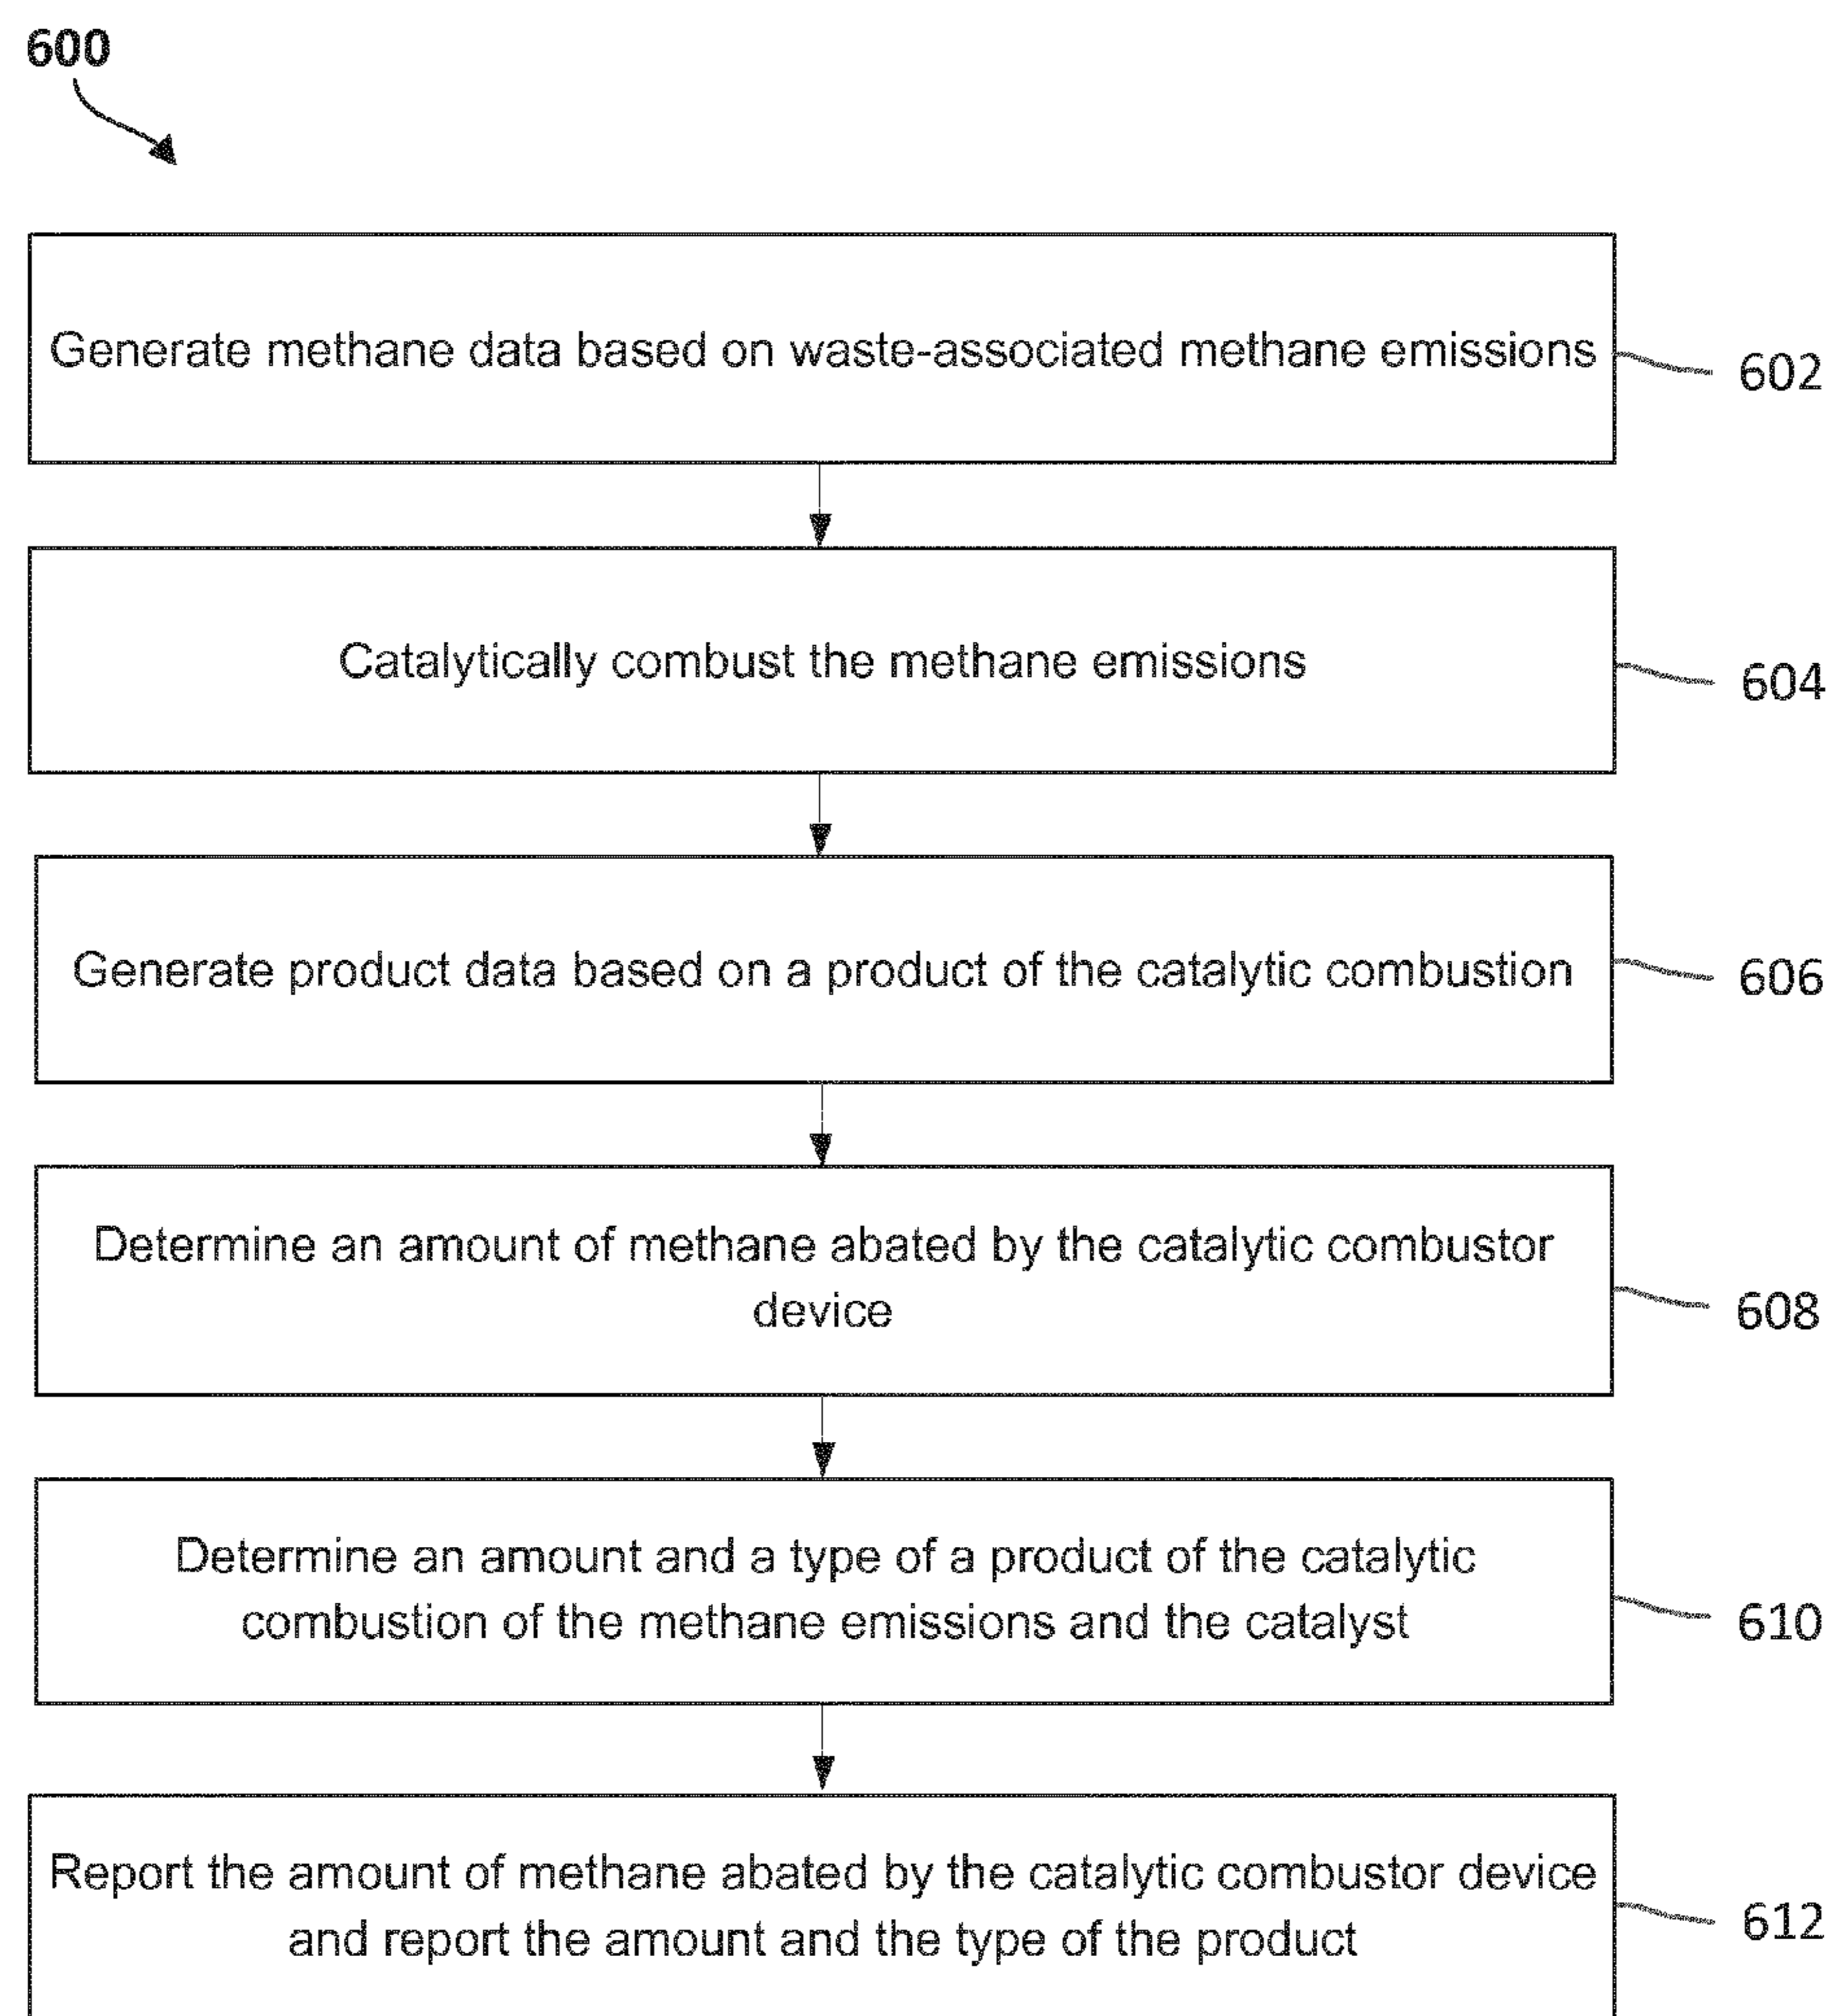 600
Generate methane data based on waste-associated methane emissions
602
Catalytically combust the methane emissions
604
Generate product data based on a product of the catalytic combustion
606
Determine an amount of methane abated by the catalytic combustor
device
608
Determine an amount and a type of a product of the catalytic
combustion of the methane emissions and the catalyst
610
Report the amount of methane abated by the catalytic combustor device
and report the amount and the type of the product
612